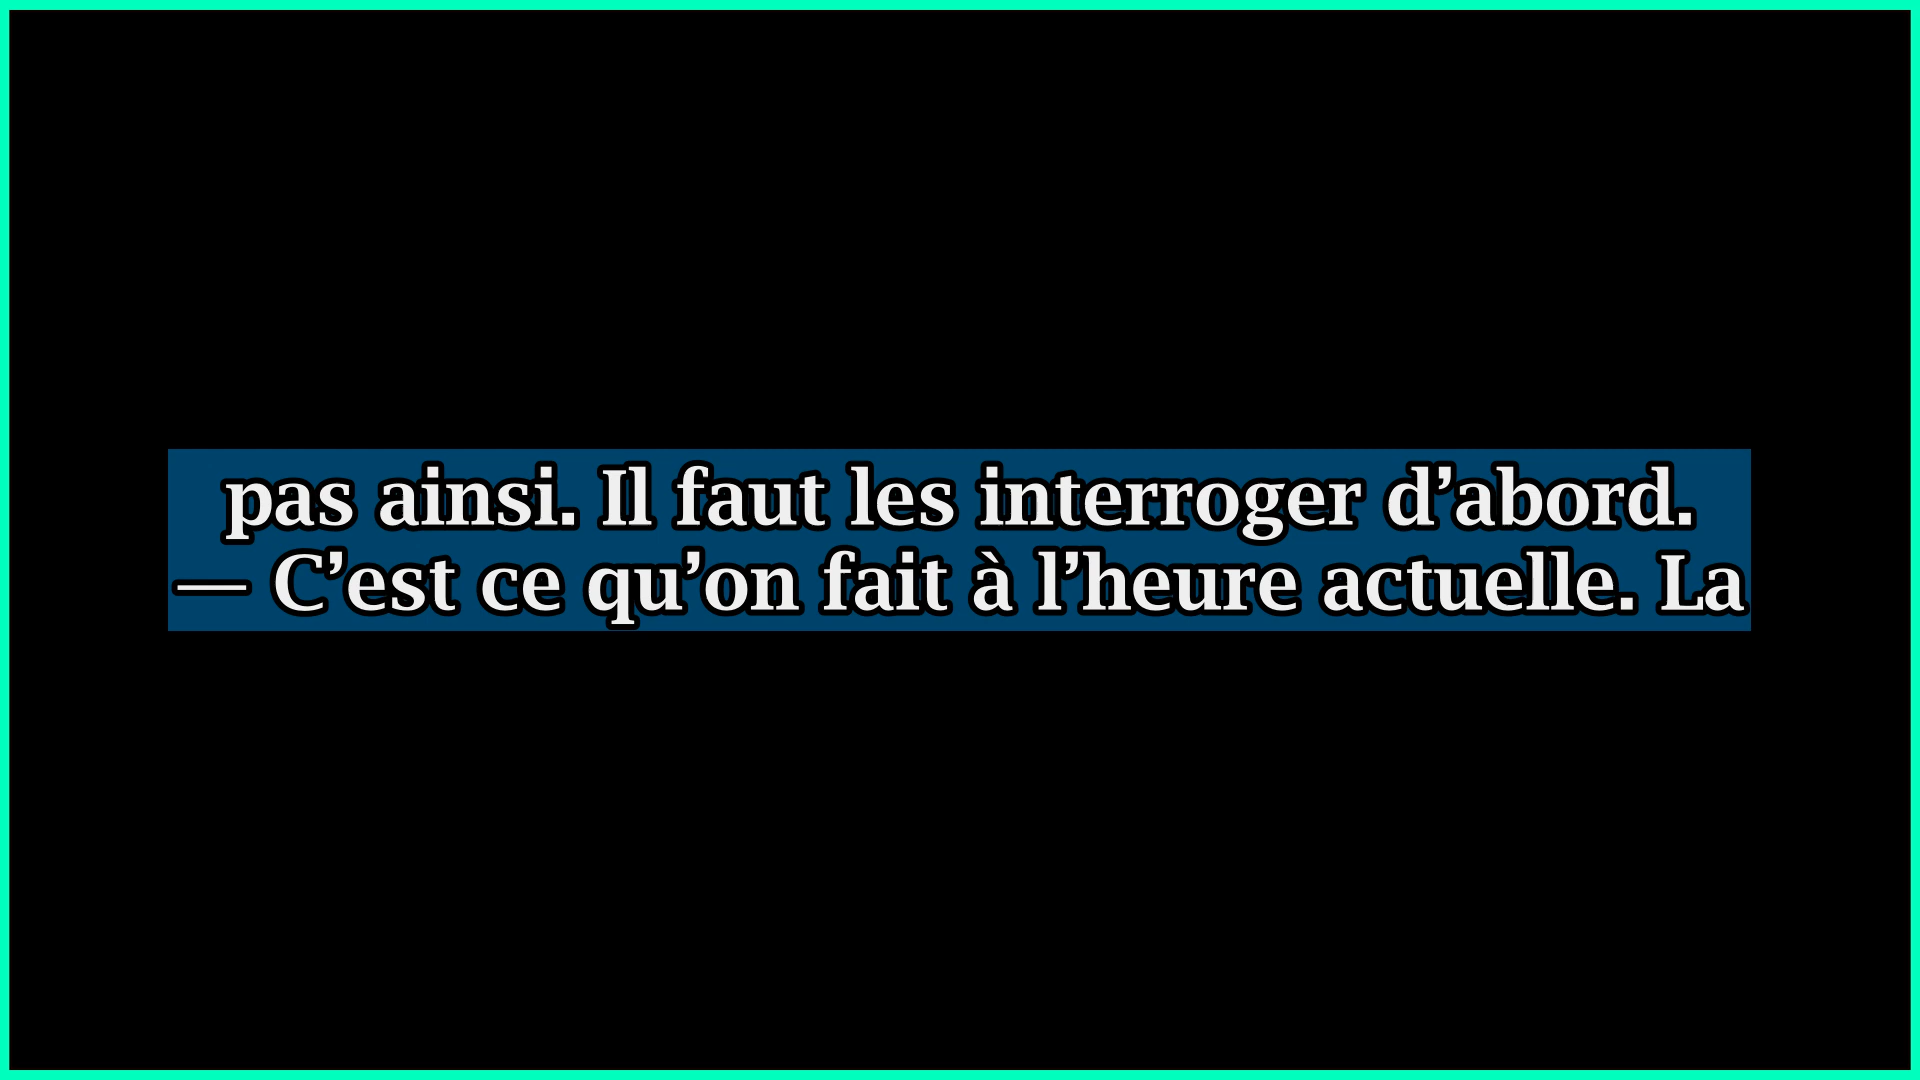 pas ainsi. Il faut les interroger d’abord.
— C’est ce qu’on fait à l’heure actuelle. La